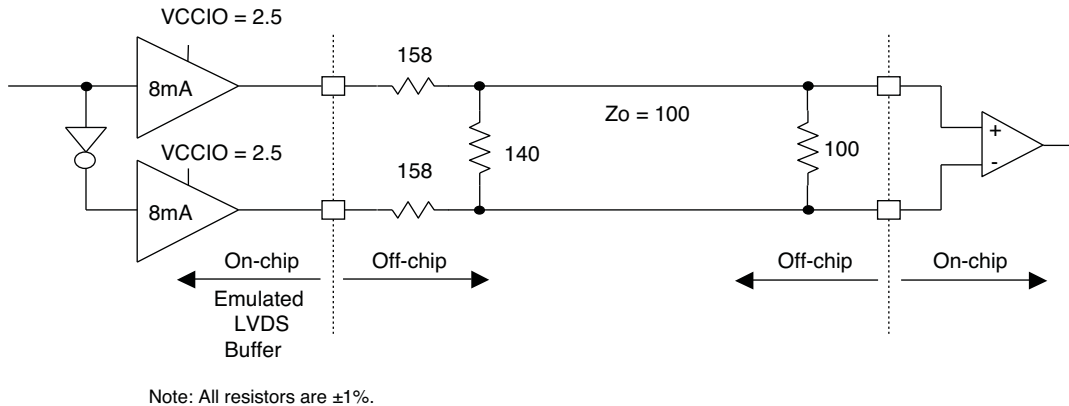 VCCIO = 2.5
158
8mA
Zo = 100
+
-
VCCIO = 2.5
140
100
158
8mA
On-chip
Off-chip
Off-chip
On-chip
Emulated
LVDS
Buffer
Note: All resistors are ±1%.